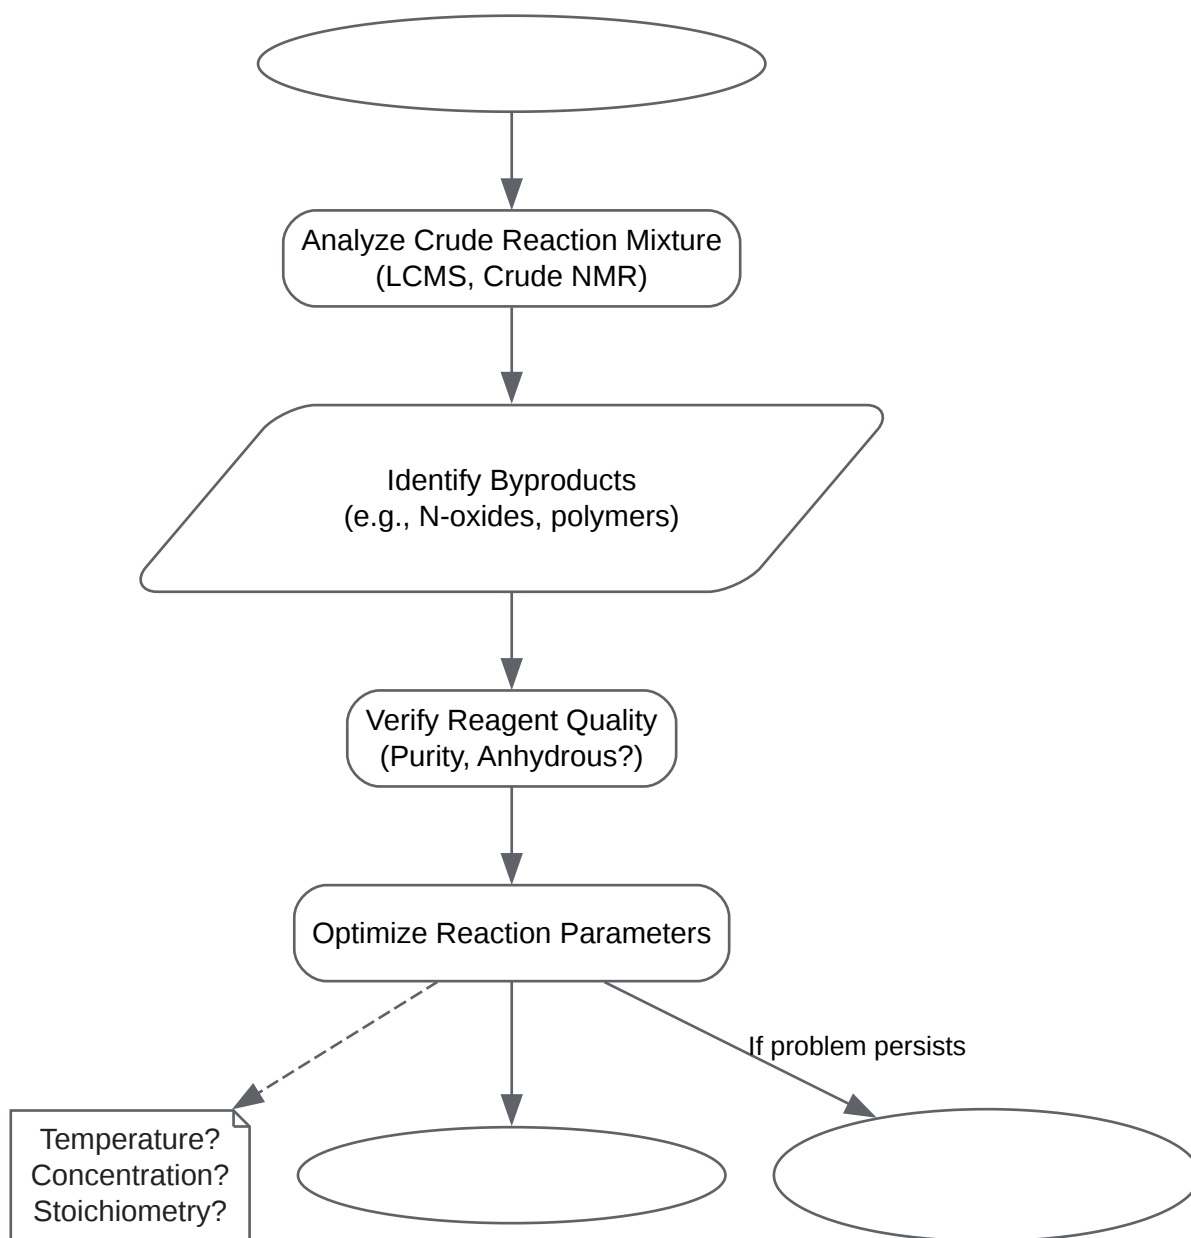 Analyze Crude Reaction Mixture
(LCMS, Crude NMR)
Identify Byproducts
(e.g., N-oxides, polymers)
Verify Reagent Quality
(Purity, Anhydrous?)
Optimize Reaction Parameters
If problem persists
Temperature?
Concentration?
Stoichiometry?